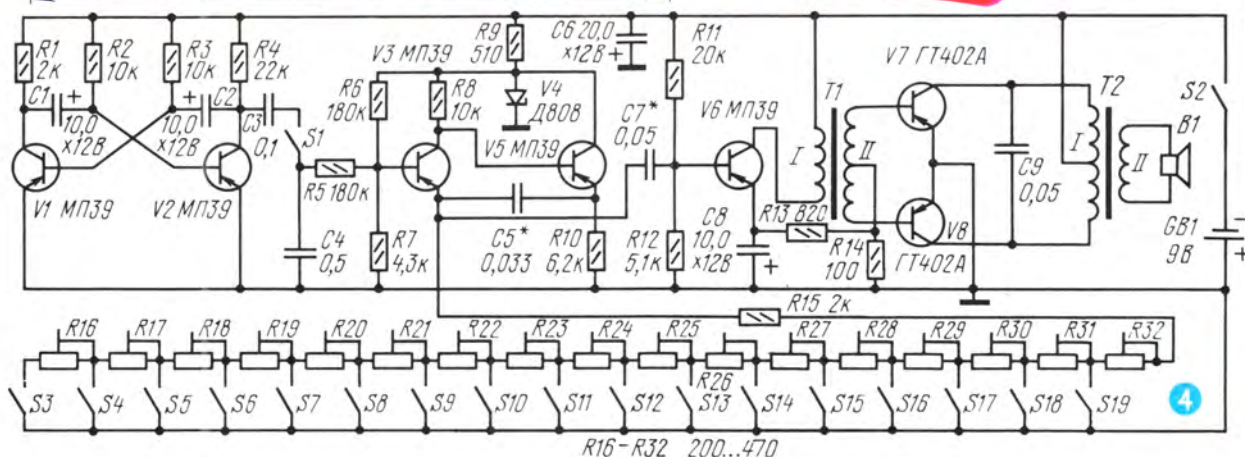 R1
2к
R2
10к
R3
10к
R4
22к
V3 МП39
R9
510
C6 20,0
×12В +
R11
20к
V7 ГТ402А
C1
+
10,0
×12В
+
C2
10,0
×12В
C3
0,1
S1
R6
180к
R8
10к
V4
Д808
C7*
0,05
V6 МП39
T1
T2
S2
B1
V5 МП39
I
II
C9
0,05
I
II
R5 180к
V1 МП39
V2 МП39
C4
0,5
R7
4,3к
C5*
0,033
R10
6,2к
R12
5,1к
C8
10,0
×12В
+
R13 820
R14
100
V8
ГТ402А
GB1
9В
−
+
R15 2к
R16
R17
R18
R19
R20
R21
R22
R23
R24
R25
R26
R27
R28
R29
R30
R31
R32
S3
S4
S5
S6
S7
S8
S9
S10
S11
S12
S13
S14
S15
S16
S17
S18
S19
4
R16–R32 200...470